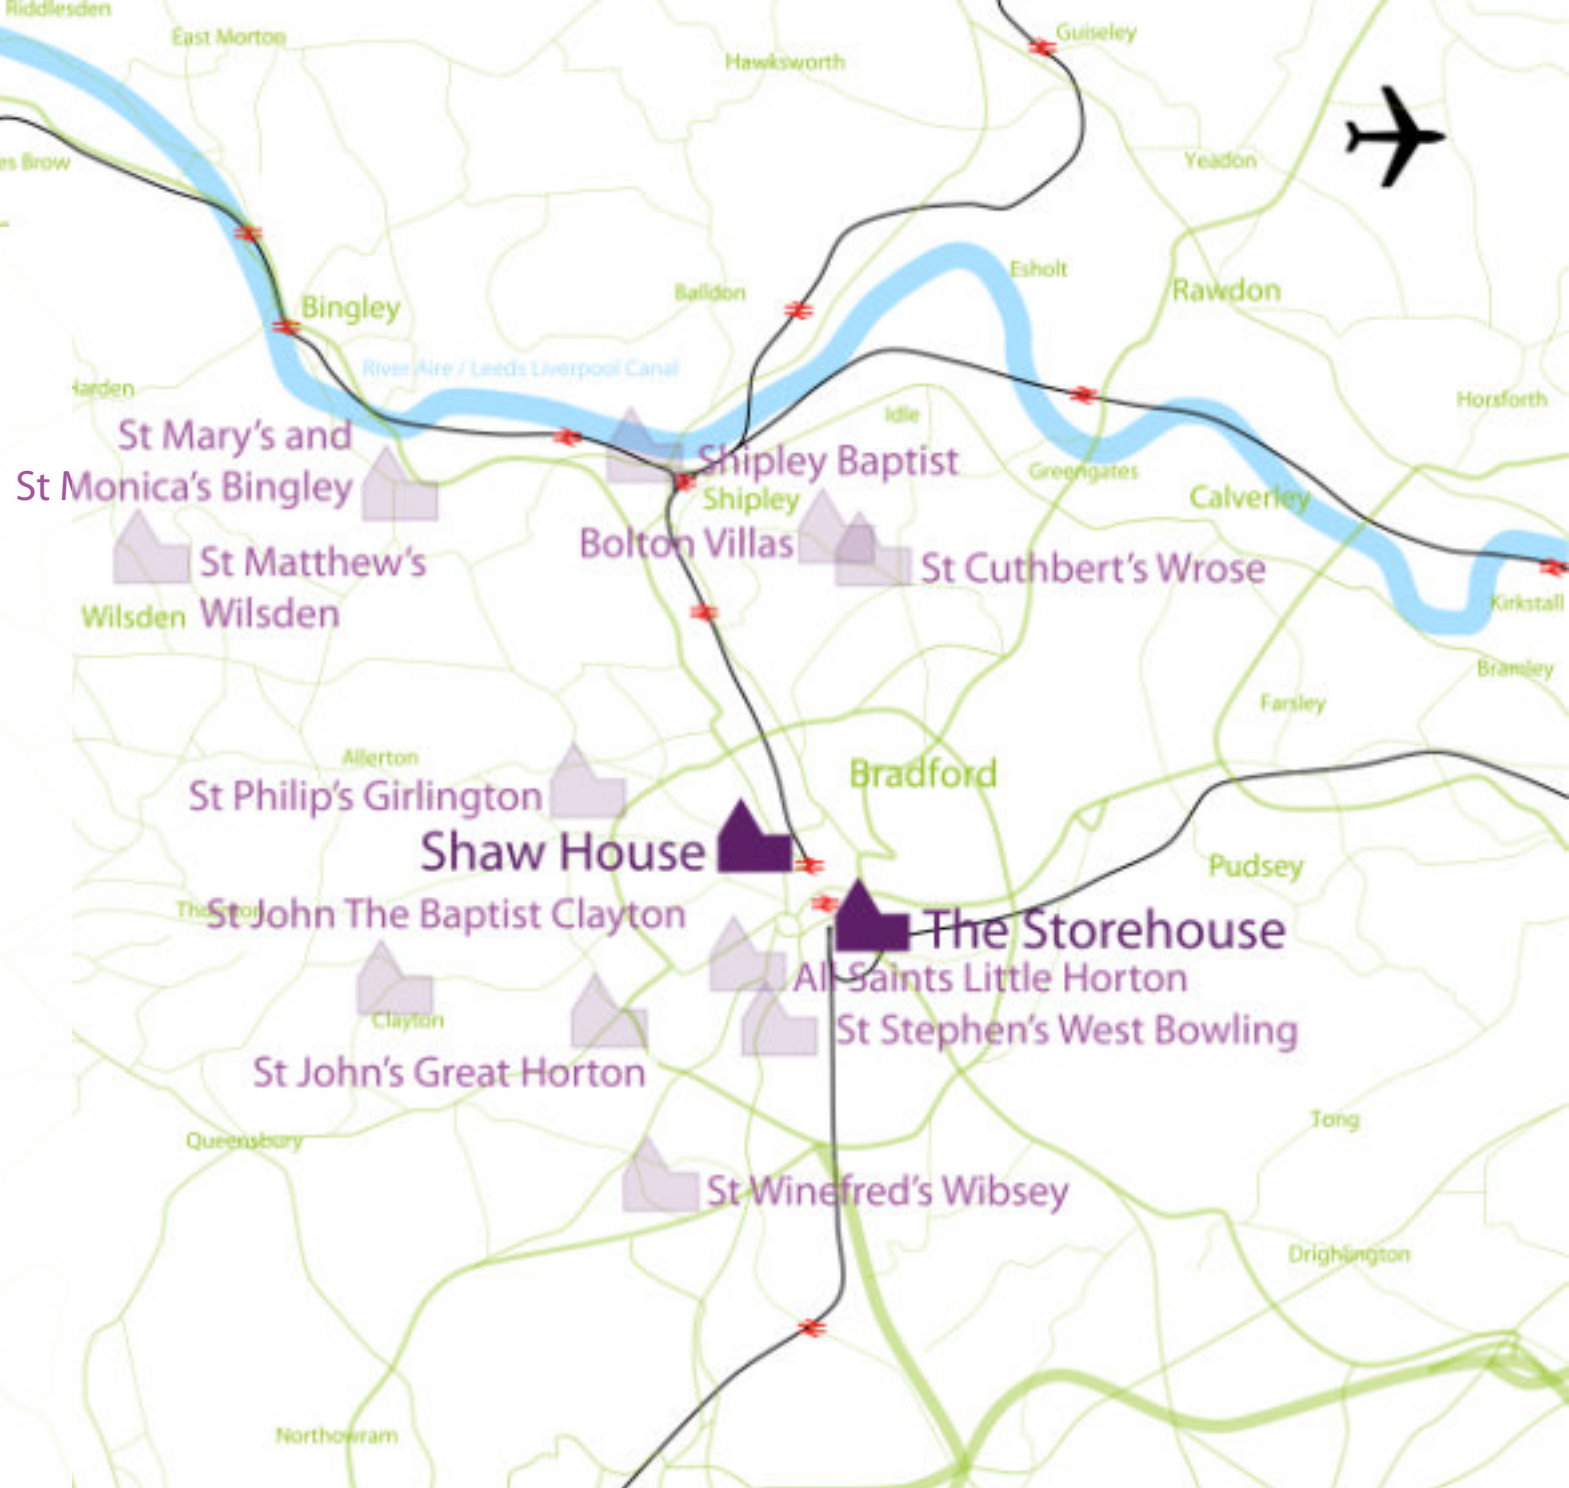 Riddlesden
East Morton
Guiseley
Hawksworth
es Brow
Yeadon
Esholt
Baildon
Rawdon
Bingley
River Aire / Leeds Liverpool Canal
Harden
Horsforth
Idle
St Mary's and
St Monica's Bingley
Shipley Baptist
Greengates
Shipley
Calverley
Bolton Villas
St Cuthbert's Wrose
St Matthew's
Wilsden
Wilsden
Kirkstall
Bramley
Farsley
Allerton
Bradford
St Philip's Girlington
Shaw House
Pudsey
Thornton
St John The Baptist Clayton
The Storehouse
All Saints Little Horton
Clayton
St Stephen's West Bowling
St John's Great Horton
Tong
Queensbury
St Winefred's Wibsey
Drighlington
Northowram